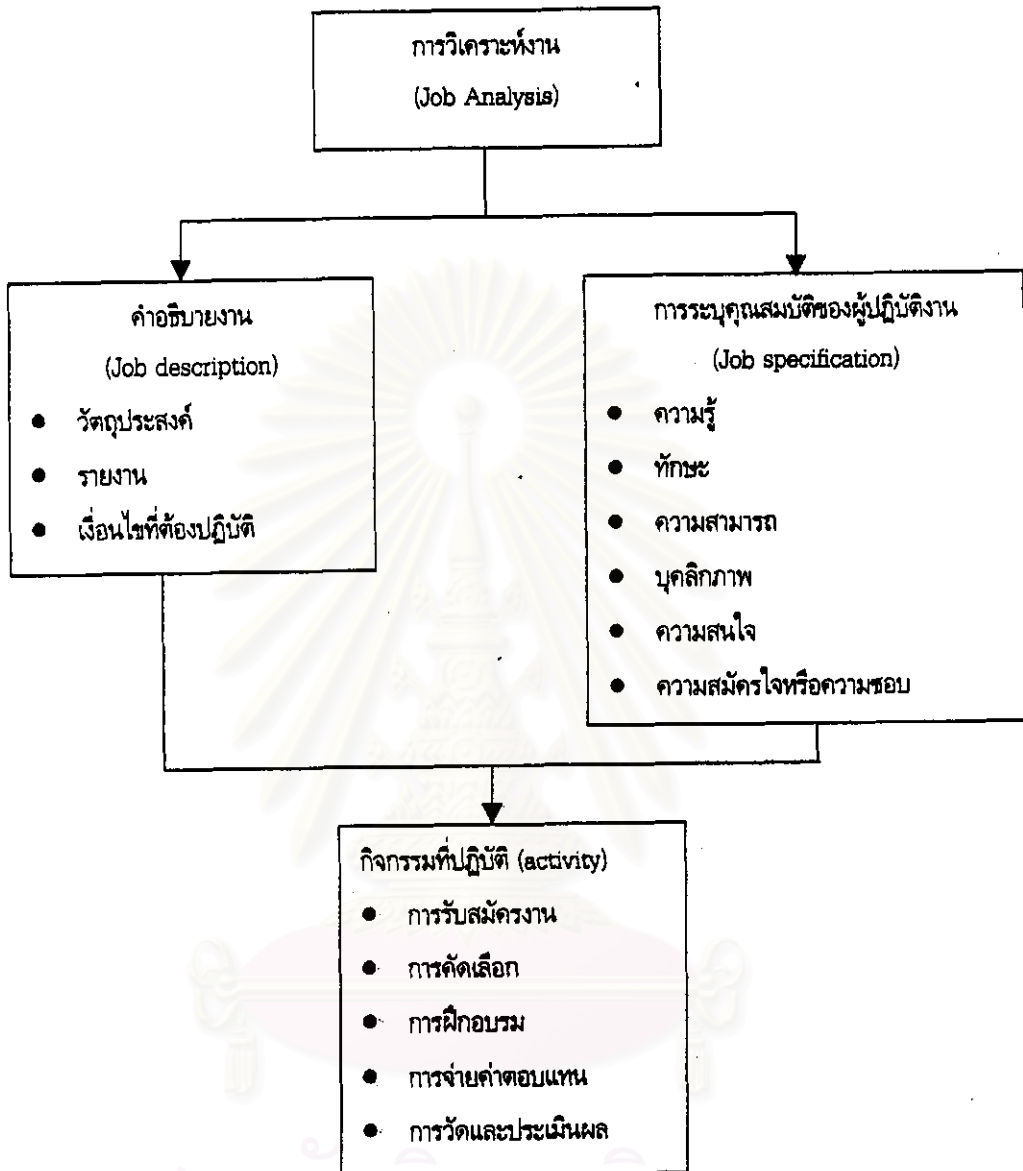 การวิเคราะห์งาน
(Job Analysis)
คำอธิบายงาน
(Job description)
● วัตถุประสงค์
● รายงาน
● เงื่อนไขที่ต้องปฏิบัติ
การระบุคุณสมบัติของผู้ปฏิบัติงาน
(Job specification)
● ความรู้
● ทักษะ
● ความสามารถ
● บุคลิกภาพ
● ความสนใจ
● ความสมัครใจหรือความชอบ
กิจกรรมที่ปฏิบัติ (activity)
● การรับสมัครงาน
● การคัดเลือก
● การฝึกอบรม
● การจ่ายค่าตอบแทน
● การวัดและประเมินผล